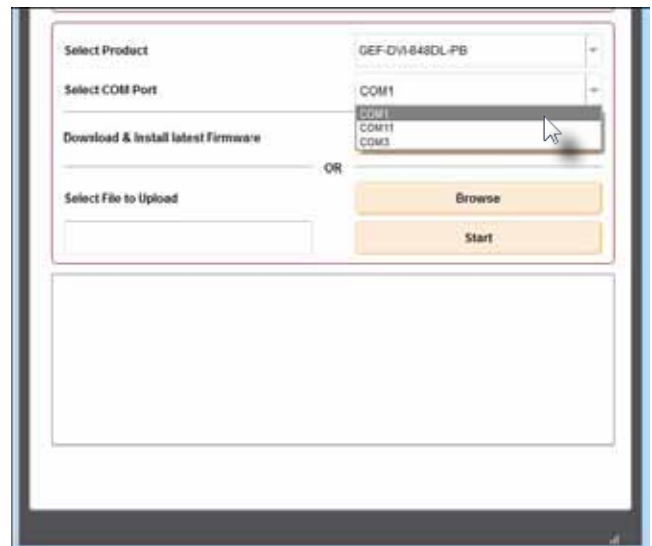 Select Product
GEF-DVI-848DL-PB
Select COM Port
COM1
COM1
COM11
COM3
Download & Install latest Firmware
OR
Select File to Upload
Browse
Start